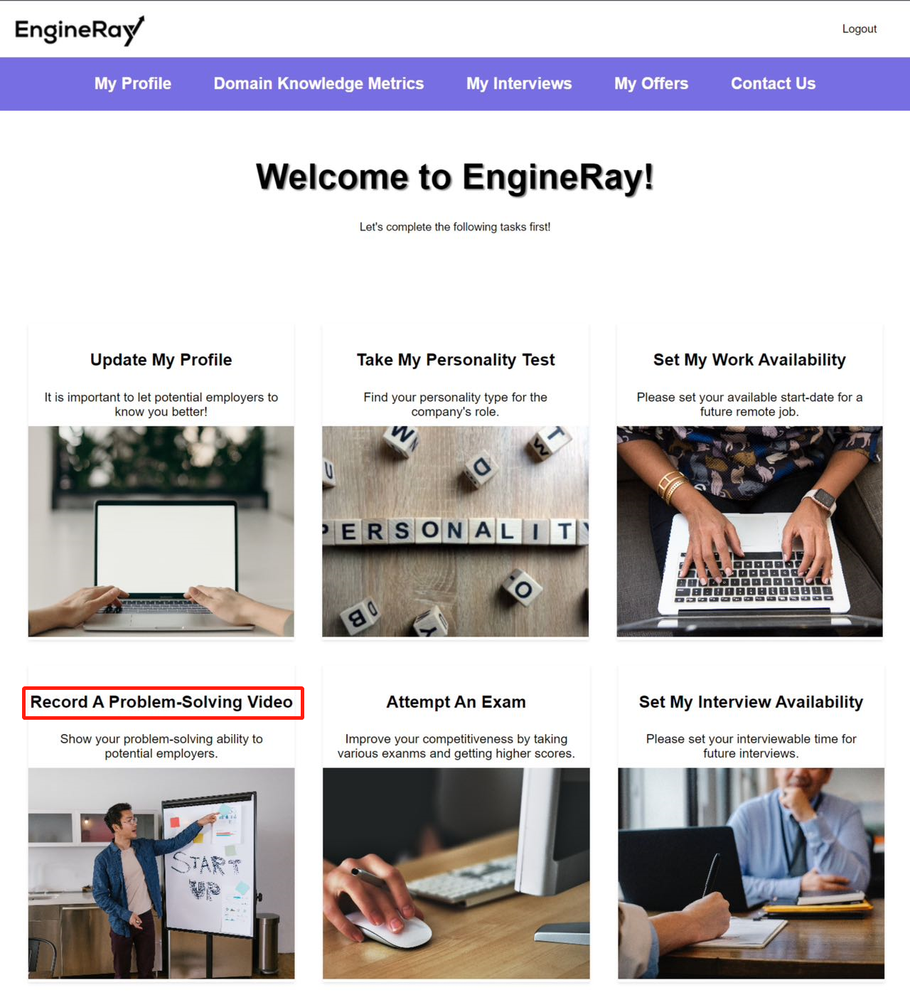 EngineRay
Logout
My Profile
Domain Knowledge Metrics
My Interviews
My Offers
Contact Us
Welcome to EngineRay!
Let's complete the following tasks first!
Update My Profile
It is important to let potential employers to
know you better!
Take My Personality Test
Find your personality type for the
company's role.
W
N
T
W
D
U
PERSONALITY
O
B
D
Y
Set My Work Availability
Please set your available start-date for a
future remote job.
Record A Problem-Solving Video
Show your problem-solving ability to
potential employers.
START
UP
Attempt An Exam
Improve your competitiveness by taking
various exanms and getting higher scores.
Set My Interview Availability
Please set your interviewable time for
future interviews.